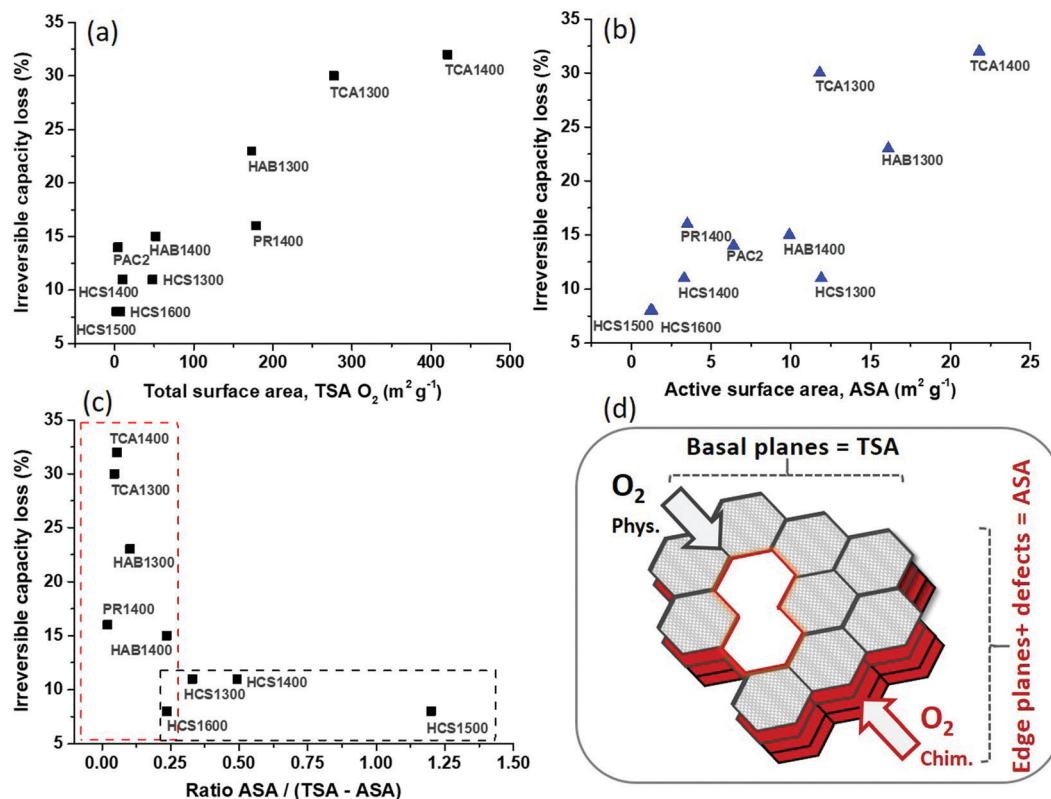 (a)
Irreversible capacity loss (%)
35
30
25
20
15
10
5
TCA1400
TCA1300
HAB1300
PR1400
HAB1400
PAC2
HCS1300
HCS1400
HCS1600
HCS1500
0
100
200
300
400
500
Total surface area, TSA O₂ (m² g⁻¹)
(b)
Irreversible capacity loss (%)
35
30
25
20
15
10
5
TCA1400
TCA1300
HAB1300
PR1400
HAB1400
PAC2
HCS1400
HCS1300
HCS1500
HCS1600
0
5
10
15
20
25
Active surface area, ASA (m² g⁻¹)
(c)
Irreversible capacity loss (%)
35
30
25
20
15
10
5
TCA1400
TCA1300
HAB1300
PR1400
HAB1400
HCS1300
HCS1400
HCS1600
HCS1500
0.00
0.25
0.50
0.75
1.00
1.25
1.50
Ratio ASA / (TSA - ASA)
(d)
Basal planes = TSA
O₂
Phys.
Edge planes+ defects = ASA
O₂
Chim.